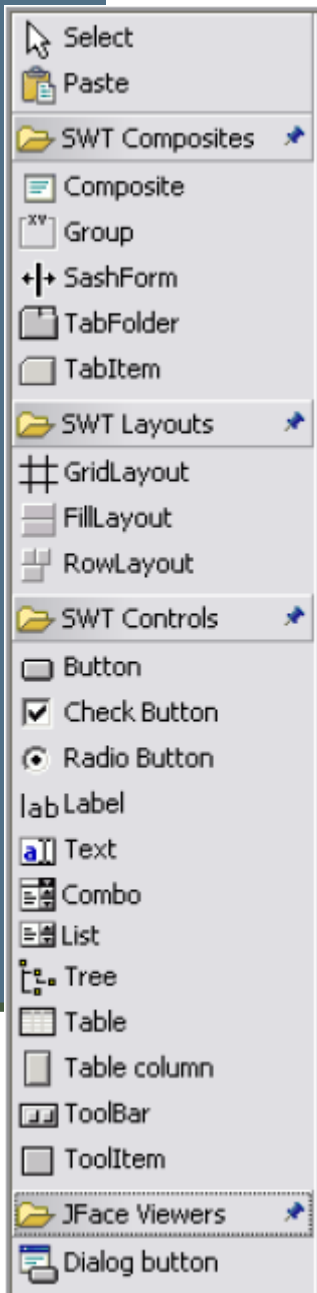 Select
Paste
SWT Composites
Composite
XY
Group
SashForm
TabFolder
TabItem
SWT Layouts
GridLayout
FillLayout
RowLayout
SWT Controls
Button
Check Button
Radio Button
lab Label
a Text
Combo
List
Tree
Table
Table column
ToolBar
ToolItem
JFace Viewers
Dialog button